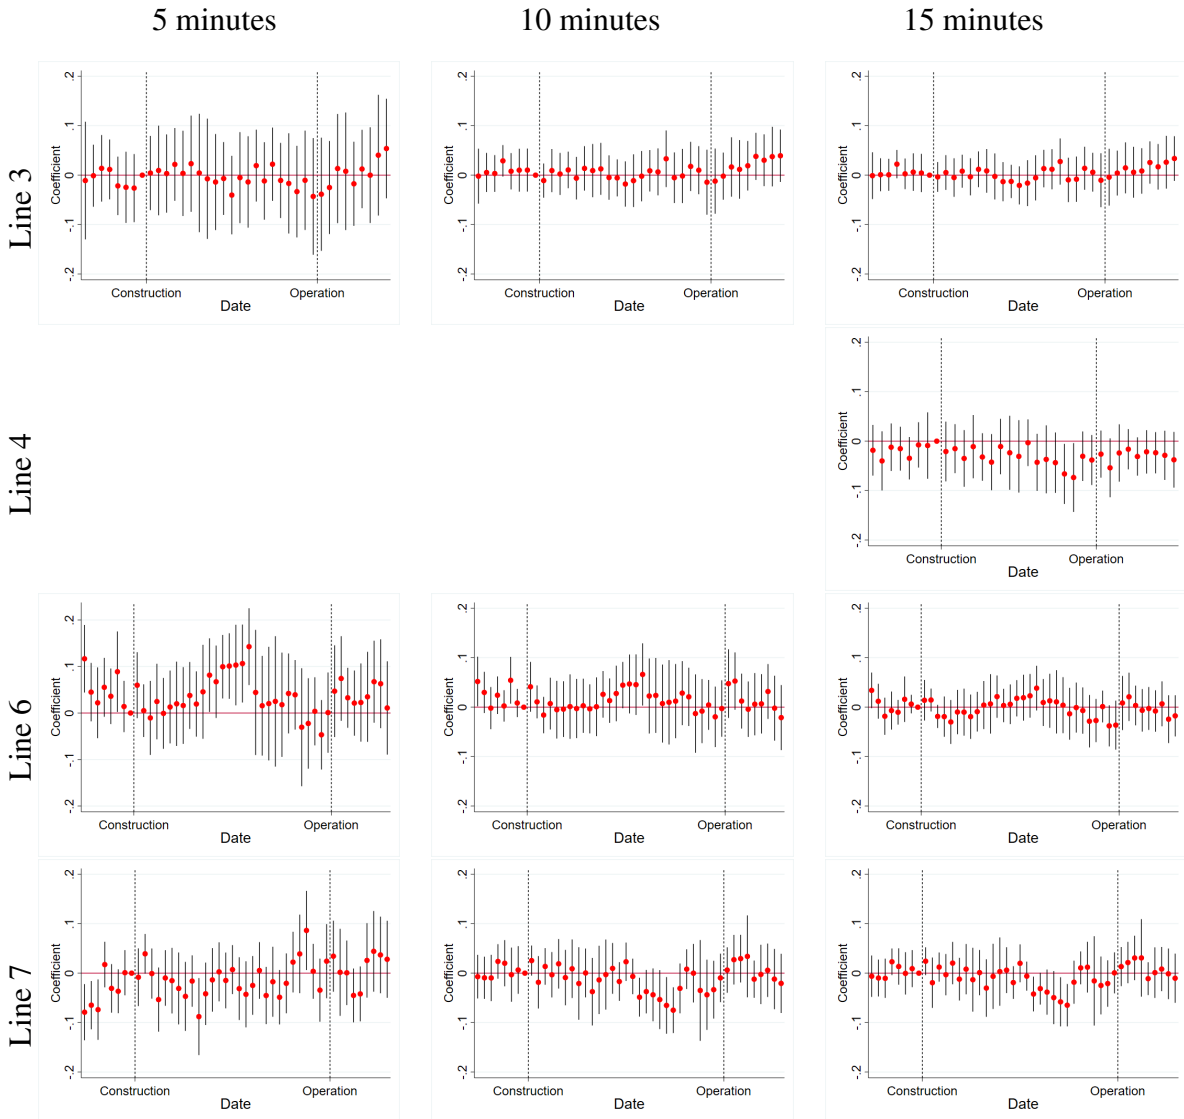 5 minutes 10 minutes 15 minutes
Line 3
Coefficient
.2
.1
0
-.1
-.2
Construction Operation
Date
Coefficient
.2
.1
0
-.1
-.2
Construction Operation
Date
Coefficient
.2
.1
0
-.1
-.2
Construction Operation
Date
Line 4
Coefficient
.2
.1
0
-.1
-.2
Construction Operation
Date
Line 6
Coefficient
.2
.1
0
-.1
-.2
Construction Operation
Date
Coefficient
.2
.1
0
-.1
-.2
Construction Operation
Date
Coefficient
.2
.1
0
-.1
-.2
Construction Operation
Date
Line 7
Coefficient
.2
.1
0
-.1
-.2
Construction Operation
Date
Coefficient
.2
.1
0
-.1
-.2
Construction Operation
Date
Coefficient
.2
.1
0
-.1
-.2
Construction Operation
Date